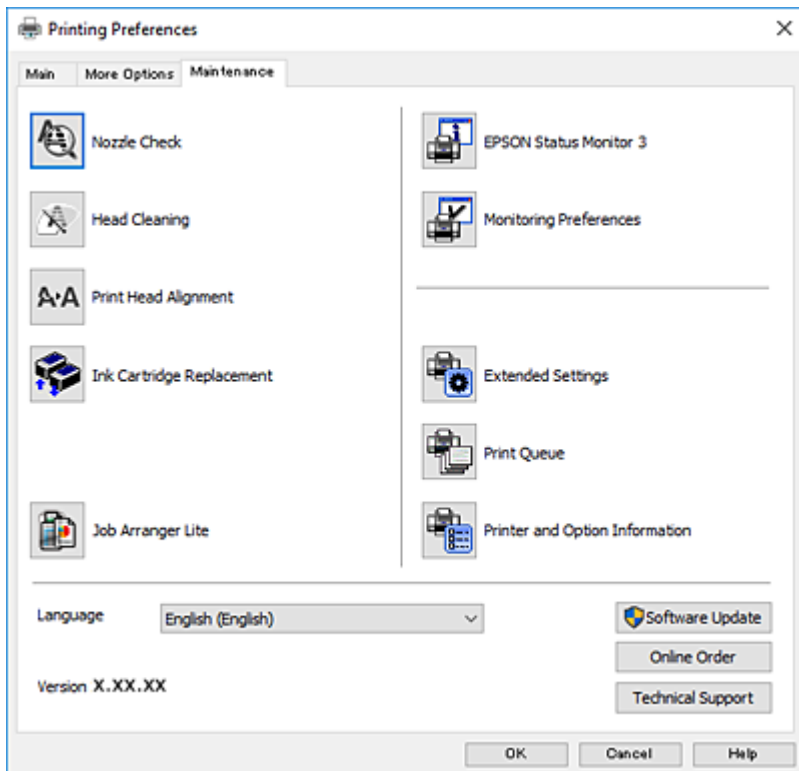 Printing Preferences
Main
More Options
Maintenance
Nozzle Check
Head Cleaning
A·A Print Head Alignment
Ink Cartridge Replacement
Job Arranger Lite
EPSON Status Monitor 3
Monitoring Preferences
Extended Settings
Print Queue
Printer and Option Information
Language
English (English)
Version X.XX.XX
Software Update
Online Order
Technical Support
OK
Cancel
Help